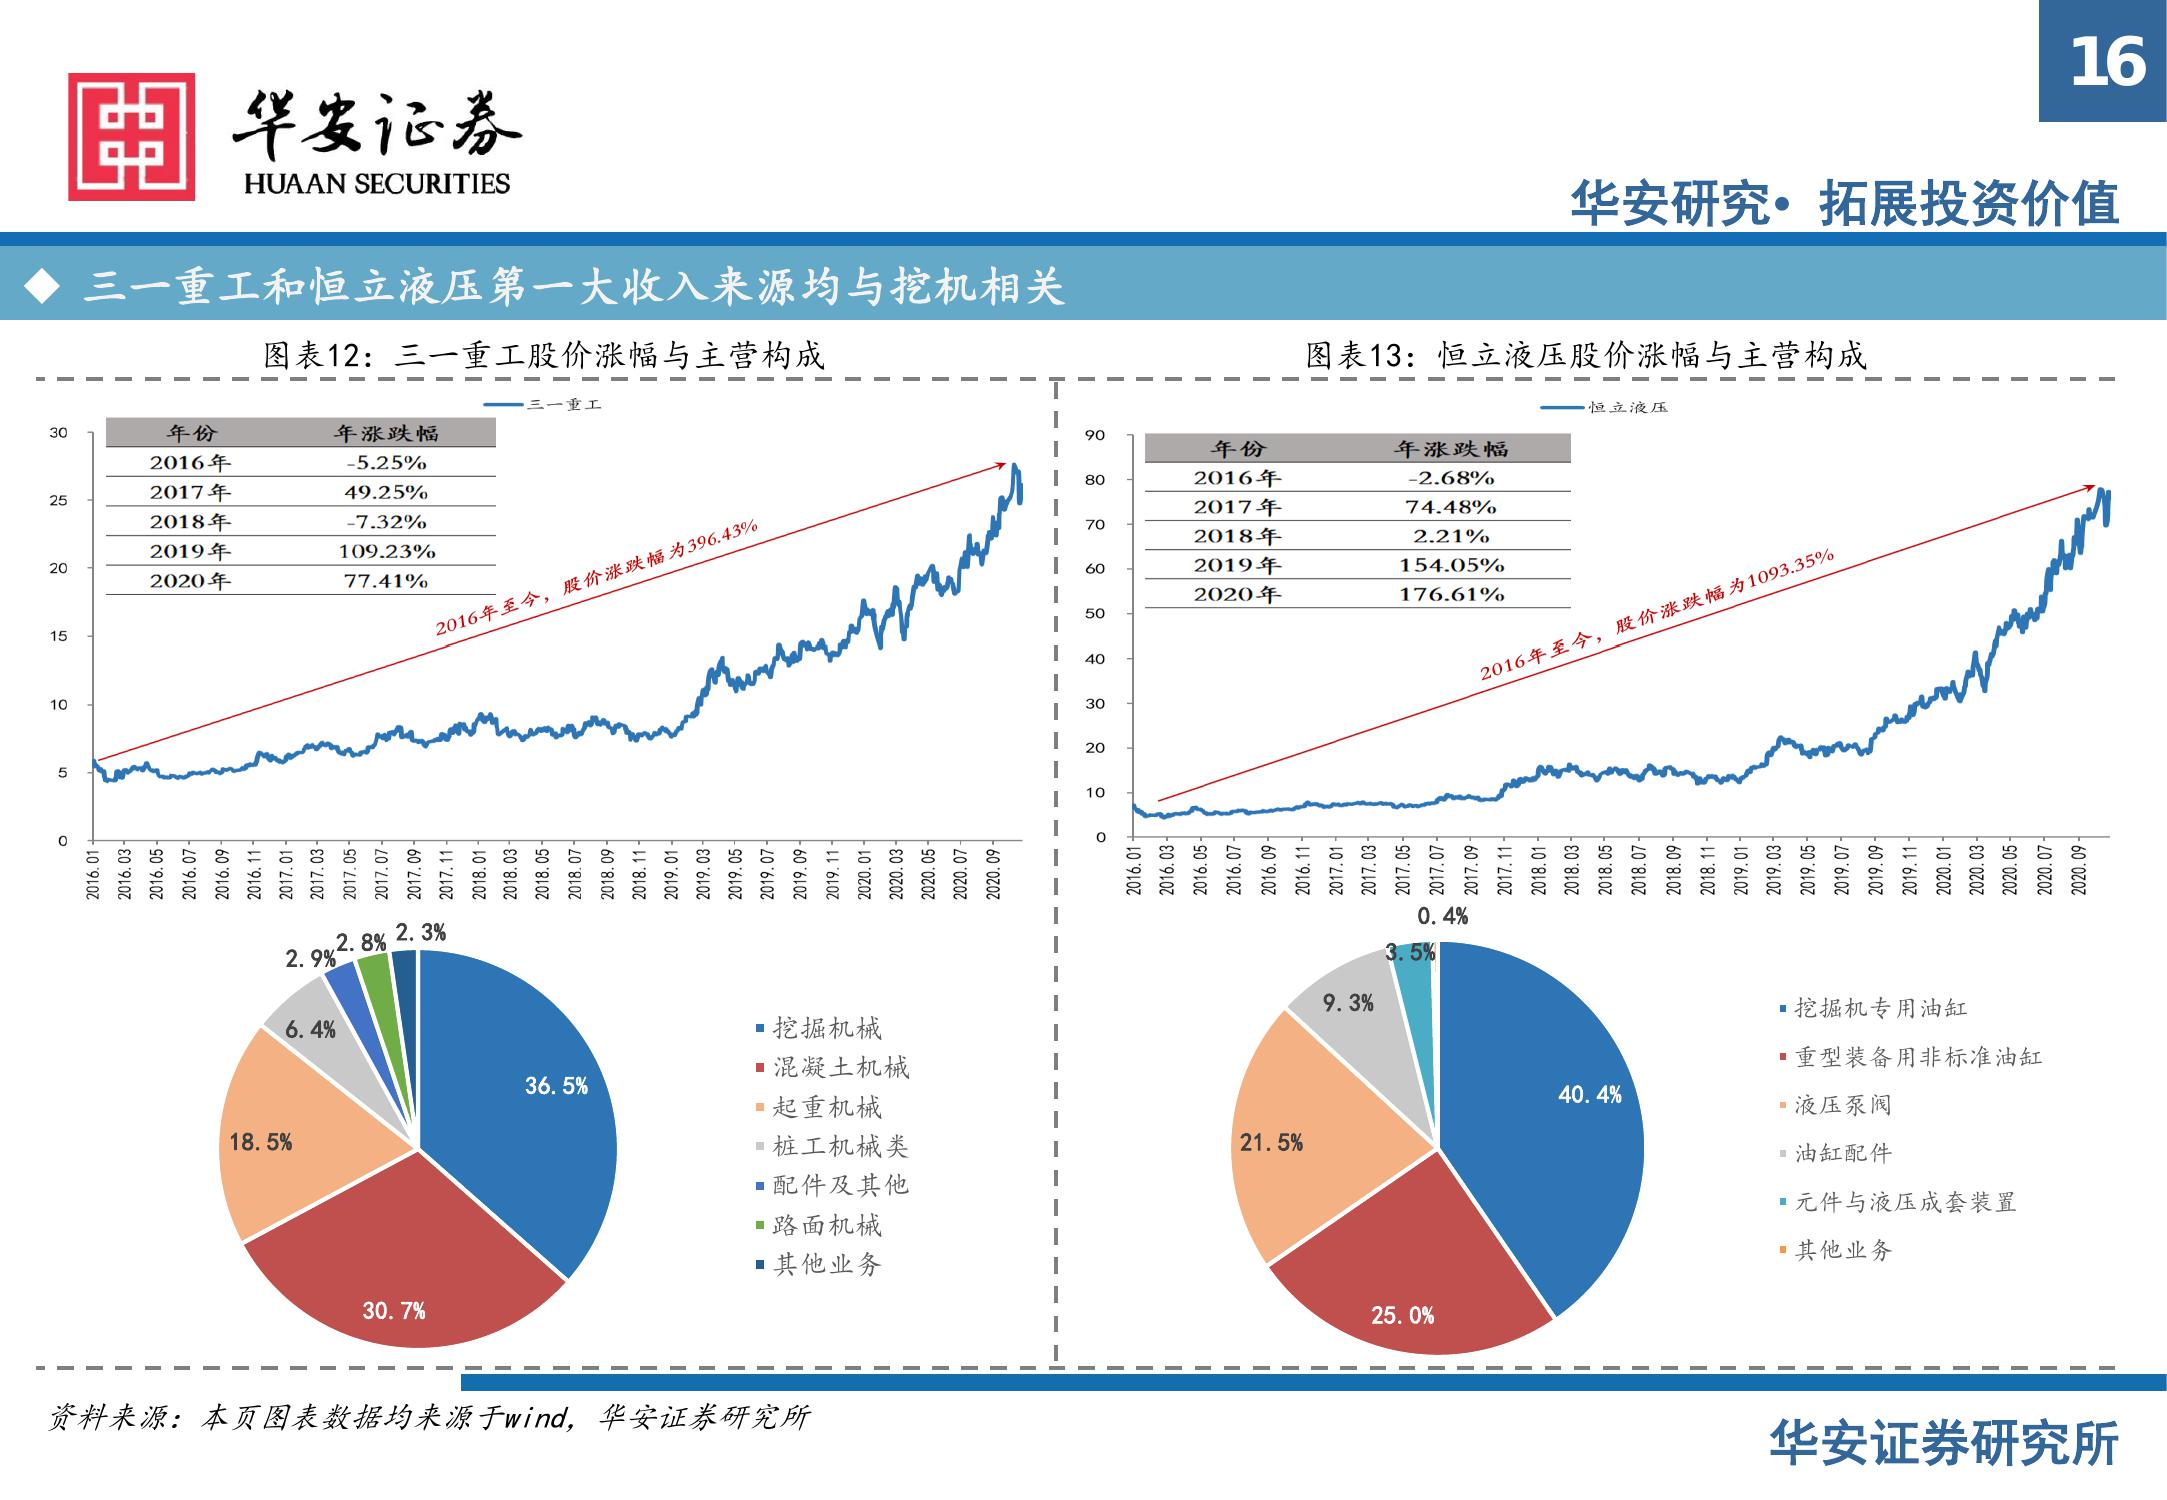 16
华安证券
HUAAN SECURITIES
华安研究• 拓展投资价值
◆ 三一重工和恒立液压第一大收入来源均与挖机相关
图表12：三一重工股价涨幅与主营构成
三一重工
年份 年涨跌幅
2016年 -5.25%
2017年 49.25%
2018年 -7.32%
2019年 109.23%
2020年 77.41%
2016年至今，股价涨跌幅为396.43%
30
25
20
15
10
5
0
2016.01 2016.03 2016.05 2016.07 2016.09 2016.11 2017.01 2017.03 2017.05 2017.07 2017.09 2017.11 2018.01 2018.03 2018.05 2018.07 2018.09 2018.11 2019.01 2019.03 2019.05 2019.07 2019.09 2019.11 2020.01 2020.03 2020.05 2020.07 2020.09
2.9%
2.8%
2.3%
6.4%
36.5%
18.5%
30.7%
挖掘机械
混凝土机械
起重机械
桩工机械类
配件及其他
路面机械
其他业务
图表13：恒立液压股价涨幅与主营构成
恒立液压
年份 年涨跌幅
2016年 -2.68%
2017年 74.48%
2018年 2.21%
2019年 154.05%
2020年 176.61%
2016年至今，股价涨跌幅为1093.35%
90
80
70
60
50
40
30
20
10
0
2016.01 2016.03 2016.05 2016.07 2016.09 2016.11 2017.01 2017.03 2017.05 2017.07 2017.09 2017.11 2018.01 2018.03 2018.05 2018.07 2018.09 2018.11 2019.01 2019.03 2019.05 2019.07 2019.09 2019.11 2020.01 2020.03 2020.05 2020.07 2020.09
0.4%
3.5%
9.3%
40.4%
21.5%
25.0%
挖掘机专用油缸
重型装备用非标准油缸
液压泵阀
油缸配件
元件与液压成套装置
其他业务
资料来源：本页图表数据均来源于wind，华安证券研究所
华安证券研究所